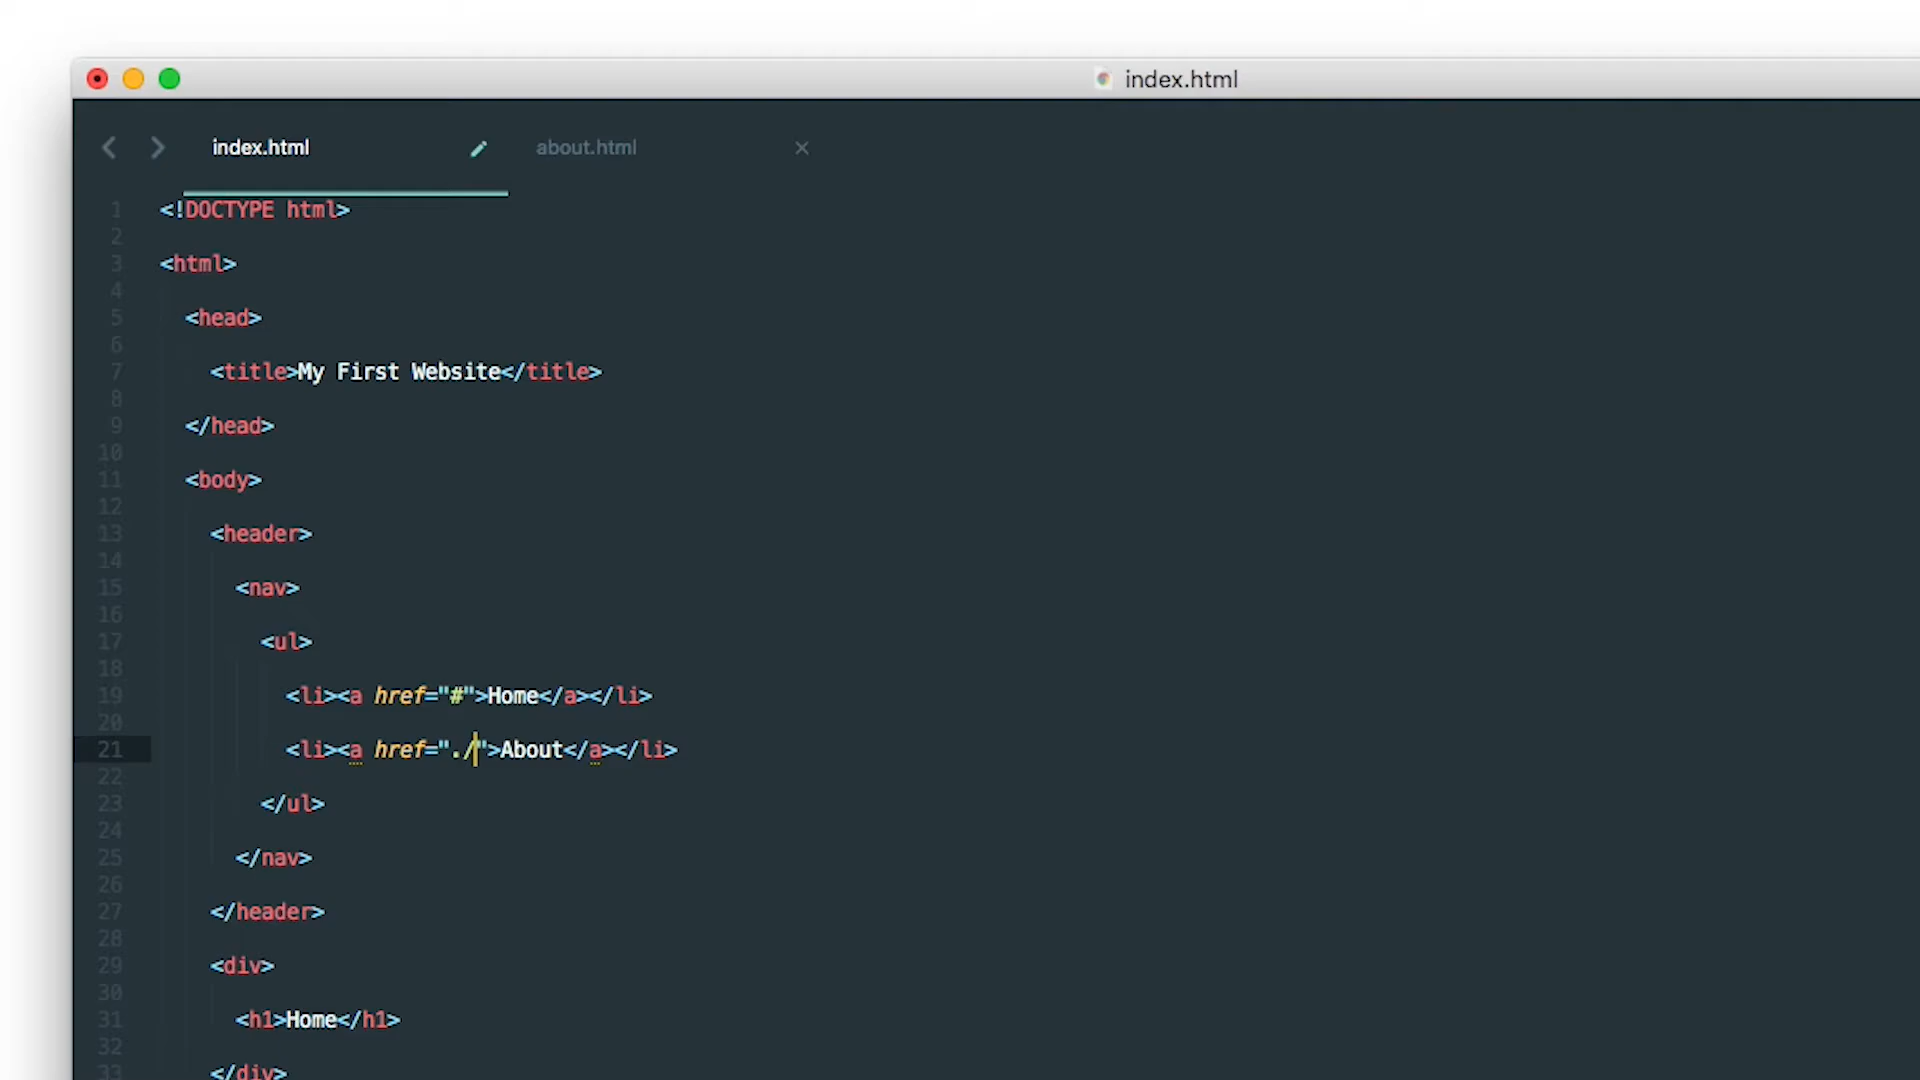 index.html
index.html about.html
1 <!DOCTYPE html>
2
3 <html>
4
5 <head>
6
7 <title>My First Website</title>
8
9 </head>
10
11 <body>
12
13 <header>
14
15 <nav>
16
17 <ul>
18
19 <li><a href="#">Home</a></li>
20
21 <li><a href="./">About</a></li>
22
23 </ul>
24
25 </nav>
26
27 </header>
28
29 <div>
30
31 <h1>Home</h1>
32
33 </div>